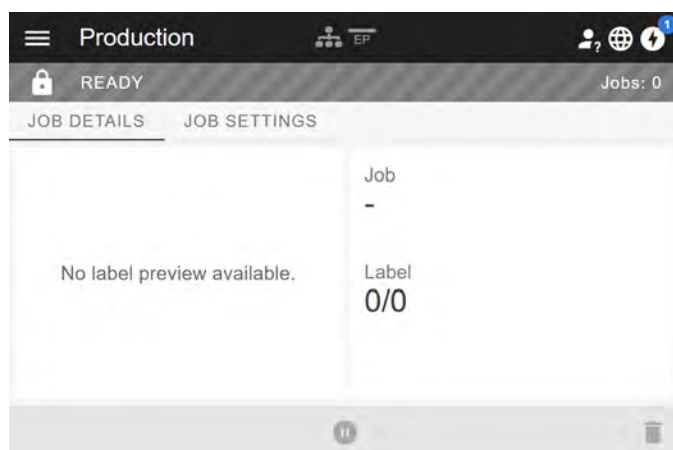 Production EP ? 1
READY Jobs: 0
JOB DETAILS JOB SETTINGS
Job
-
No label preview available.
Label
0/0